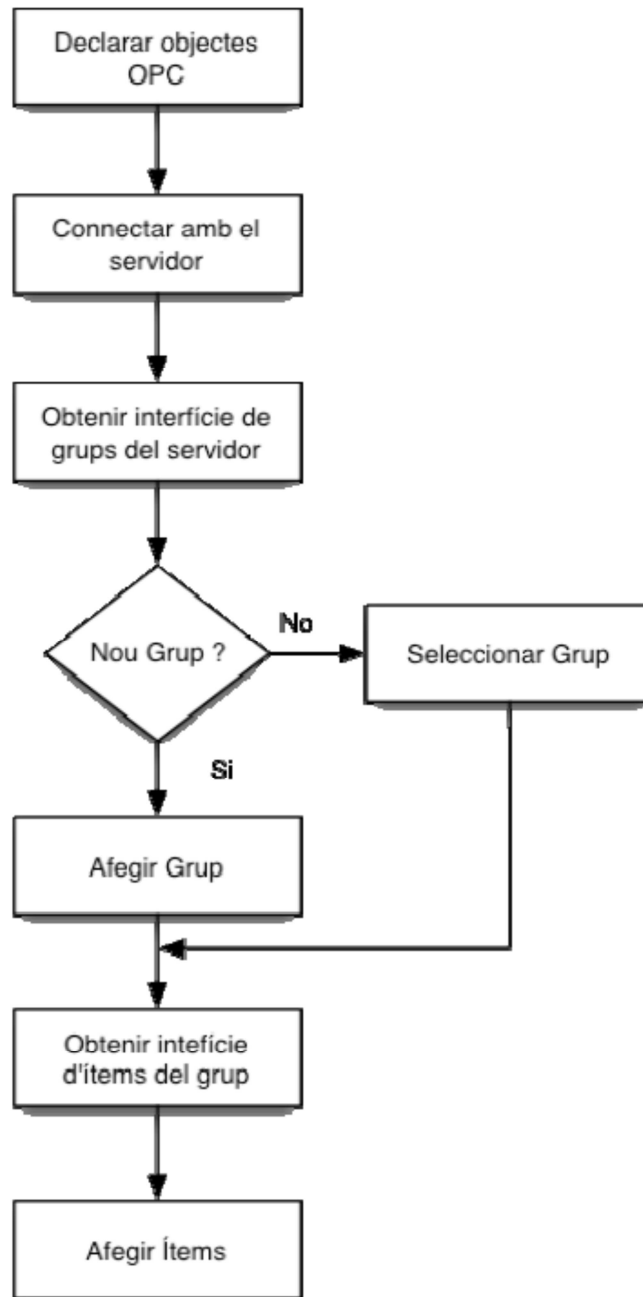 Declarar objectes
OPC
Connectar amb el
servidor
Obtenir interfície de
grups del servidor
Nou Grup ?
No
Seleccionar Grup
Si
Afegir Grup
Obtenir intefície
d'ítems del grup
Afegir Ítems